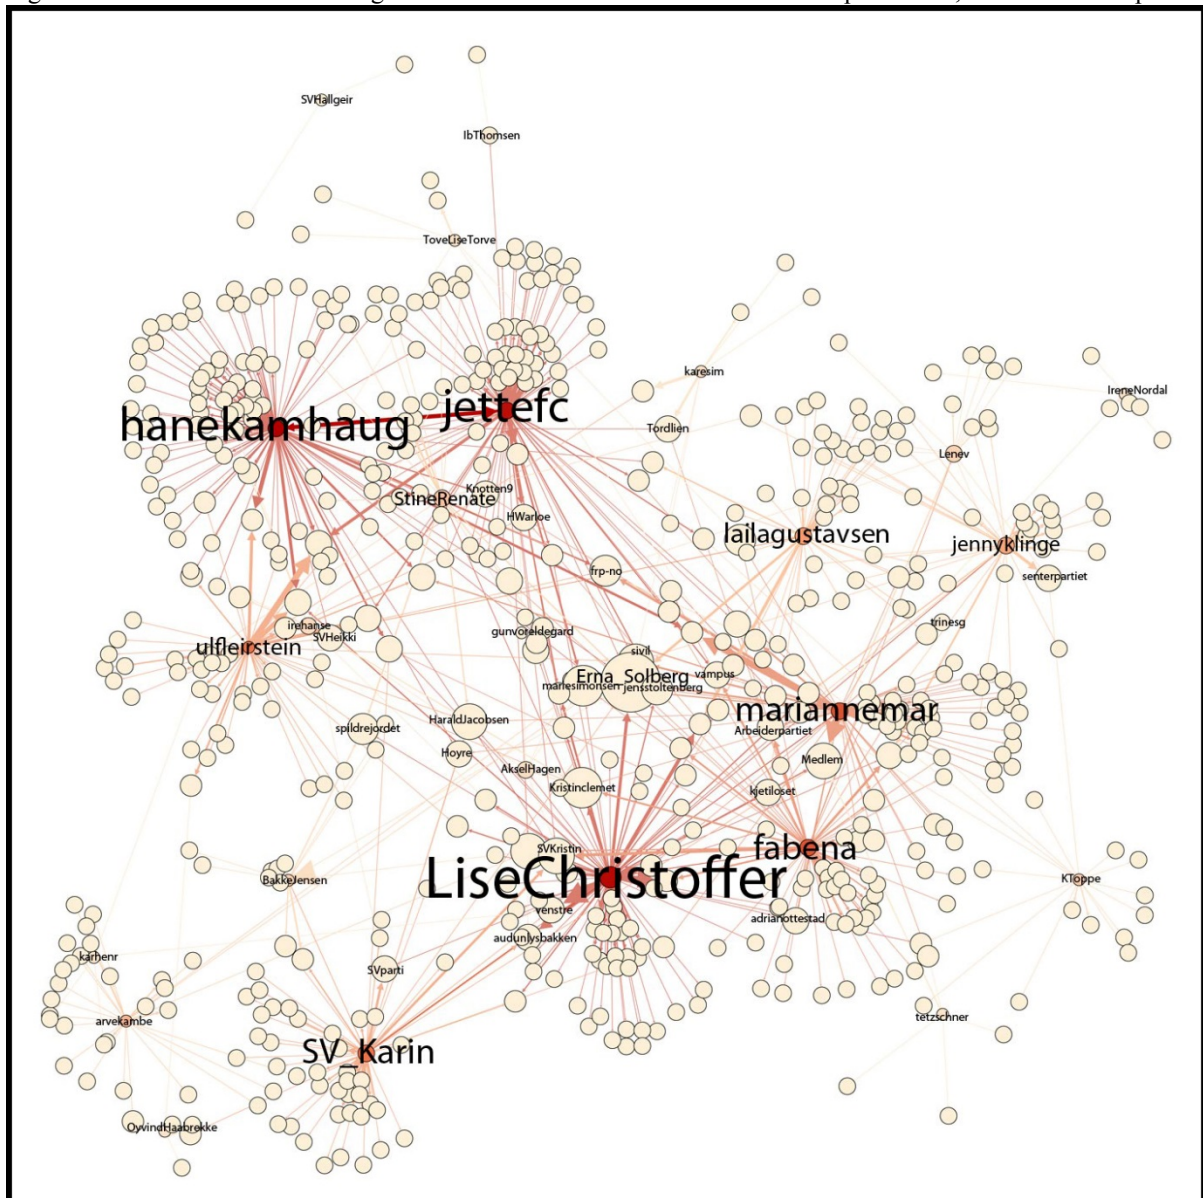 SVHallgeir
IbThomsen
ToveLiseTorve
karesim
IreneNordal
hanekamhaug
jettefc
Tordlien
Lenev
StineRenate
Knotten9
HWarloe
lailagustavsen
jennyklinge
frp-no
senterpartiet
irehanse
SVHeikki
ulfleirstein
gunvoreldegard
trinesg
sivil
Erna_Solberg
vampus
mariesimonsen
jensstoltenberg
mariannemar
spildrejordet
HaraldJacobsen
Arbeiderpartiet
Hoyre
AkselHagen
Medlem
Kristinclemet
kjetiloset
SVKristin
fabena
LiseChristoffer
BakkeJensen
KToppe
venstre
adrianottestad
audunlysbakken
karhenr
SVparti
arvekambe
tetzschner
SV_Karin
OyvindHaabrekke